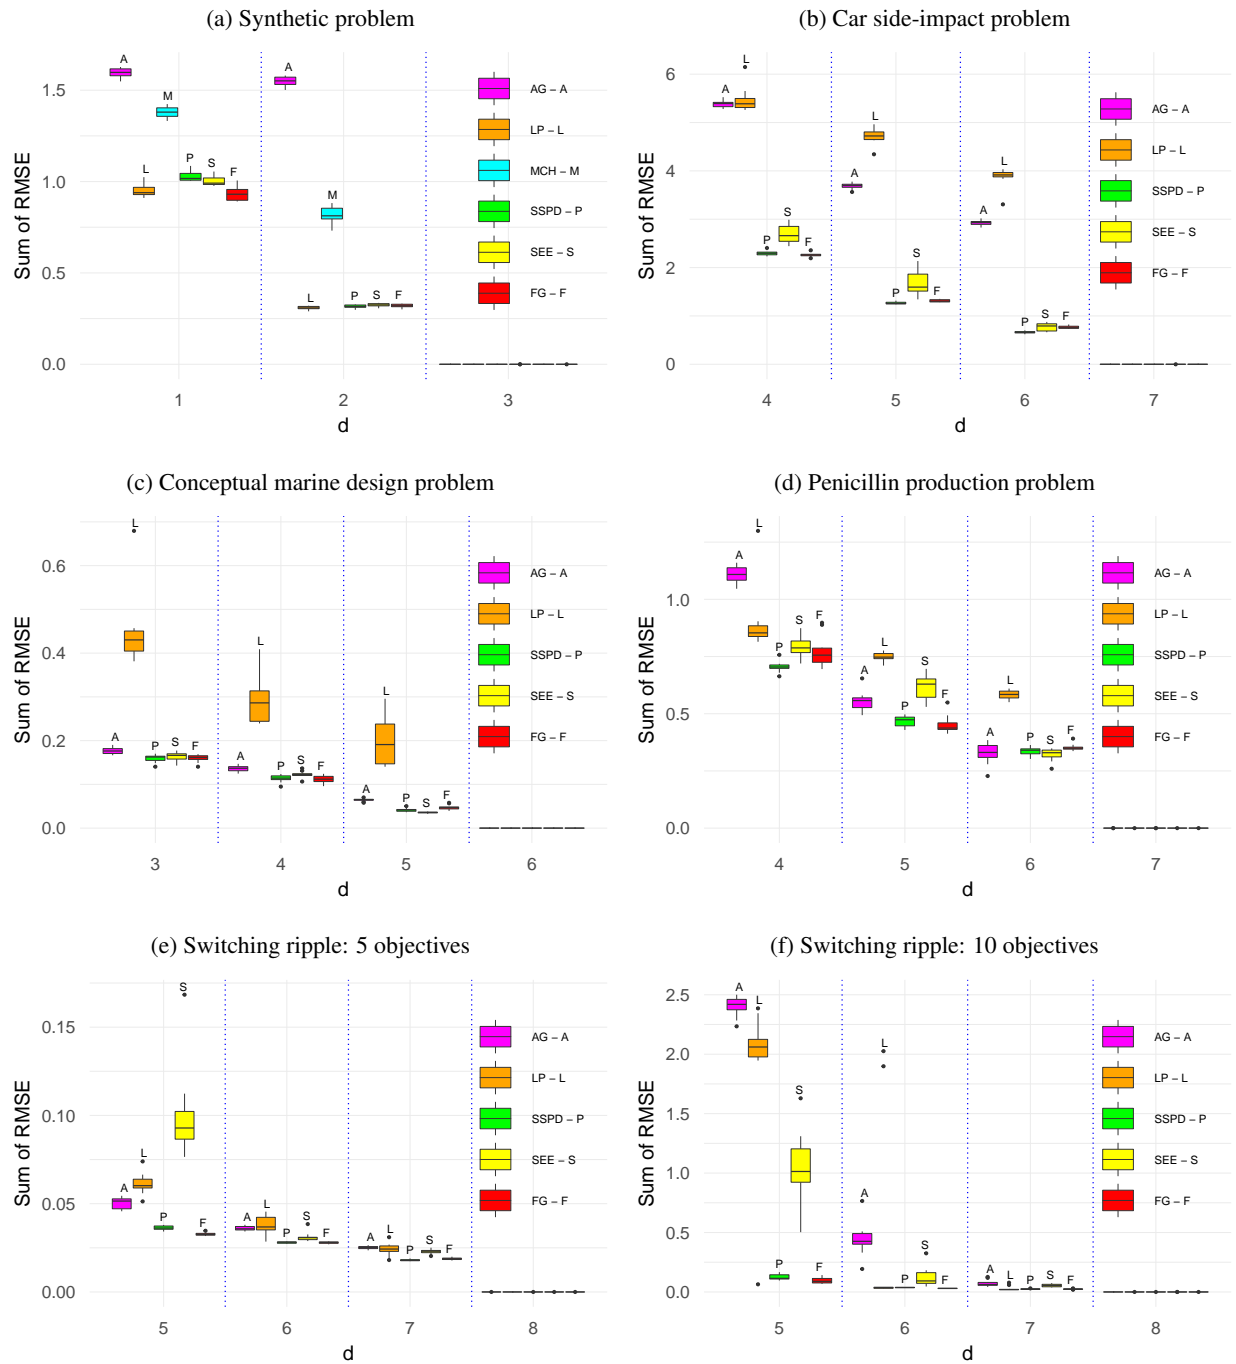 (a) Synthetic problem
Sum of RMSE
1.5
1.0
0.5
0.0
A
L
M
P
S
F
A
L
M
P
S
F
AG – A
LP – L
MCH – M
SSPD – P
SEE – S
FG – F
1 2 3
d
(b) Car side-impact problem
Sum of RMSE
6
4
2
0
A
L
P
S
F
A
L
P
S
F
A
L
P
S
F
AG – A
LP – L
SSPD – P
SEE – S
FG – F
4 5 6 7
d
(c) Conceptual marine design problem
Sum of RMSE
0.6
0.4
0.2
0.0
A
L
P
S
F
A
L
P
S
F
A
L
P
S
F
AG – A
LP – L
SSPD – P
SEE – S
FG – F
3 4 5 6
d
(d) Penicillin production problem
Sum of RMSE
1.0
0.5
0.0
A
L
P
S
F
A
L
P
S
F
A
L
P
S
F
AG – A
LP – L
SSPD – P
SEE – S
FG – F
4 5 6 7
d
(e) Switching ripple: 5 objectives
Sum of RMSE
0.15
0.10
0.05
0.00
A
L
P
S
F
A
L
P
S
F
A
L
P
S
F
AG – A
LP – L
SSPD – P
SEE – S
FG – F
5 6 7 8
d
(f) Switching ripple: 10 objectives
Sum of RMSE
2.5
2.0
1.5
1.0
0.5
0.0
A
L
P
S
F
A
L
P
S
F
A
L
P
S
F
AG – A
LP – L
SSPD – P
SEE – S
FG – F
5 6 7 8
d